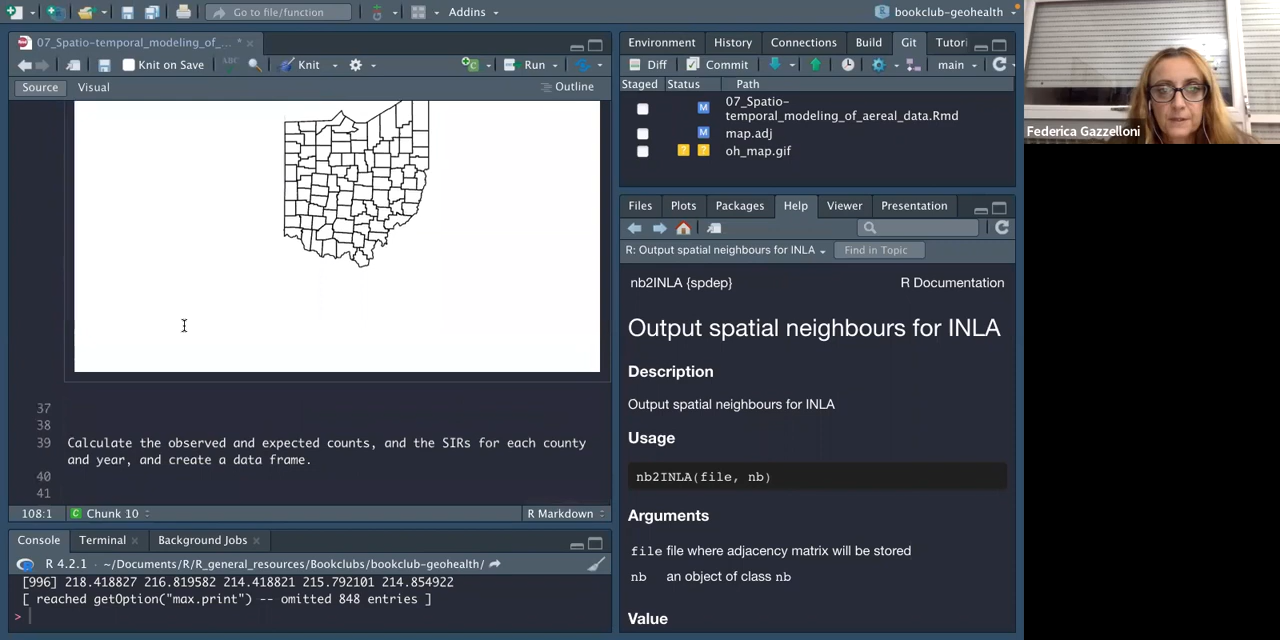 Go to file/function
Addins
bookclub-geohealth
07_Spatio-temporal_modeling_of_... *
Knit on Save
ABC
Knit
Run
Source
Visual
Outline
37
38
39
Calculate the observed and expected counts, and the SIRs for each county
and year, and create a data frame.
40
41
108:1
Chunk 10
R Markdown
Console
Terminal
Background Jobs
R 4.2.1 · ~/Documents/R/R_general_resources/Bookclubs/bookclub-geohealth/
[996] 218.418827 216.819582 214.418821 215.792101 214.854922
[ reached getOption("max.print") -- omitted 848 entries ]
>
Environment
History
Connections
Build
Git
Tutori
Diff
Commit
main
Staged
Status
Path
M
07_Spatio-
temporal_modeling_of_aereal_data.Rmd
M
map.adj
? ?
oh_map.gif
Files
Plots
Packages
Help
Viewer
Presentation
R: Output spatial neighbours for INLA
Find in Topic
nb2INLA {spdep}
R Documentation
Output spatial neighbours for INLA
Description
Output spatial neighbours for INLA
Usage
nb2INLA(file, nb)
Arguments
file file where adjacency matrix will be stored
nb an object of class nb
Value
Federica Gazzelloni